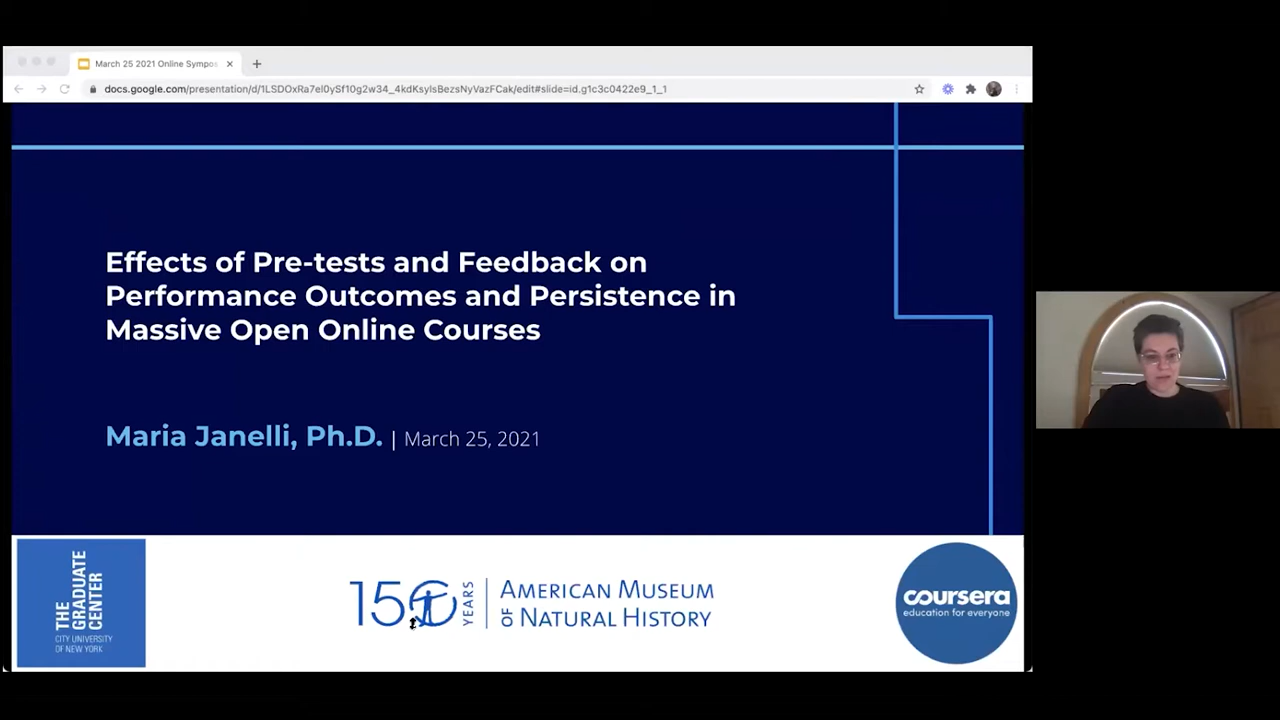 March 25 2021 Online Sympos
docs.google.com/presentation/d/1LSDOxRa7el0ySf10g2w34_4kdKsyIsBezsNyVazFCak/edit#slide=id.g1c3c0422e9_1_1
Effects of Pre-tests and Feedback on
Performance Outcomes and Persistence in
Massive Open Online Courses
Maria Janelli, Ph.D. | March 25, 2021
THE
GRADUATE
CENTER
CITY UNIVERSITY
OF NEW YORK
150 YEARS
AMERICAN MUSEUM
OF NATURAL HISTORY
coursera
education for everyone